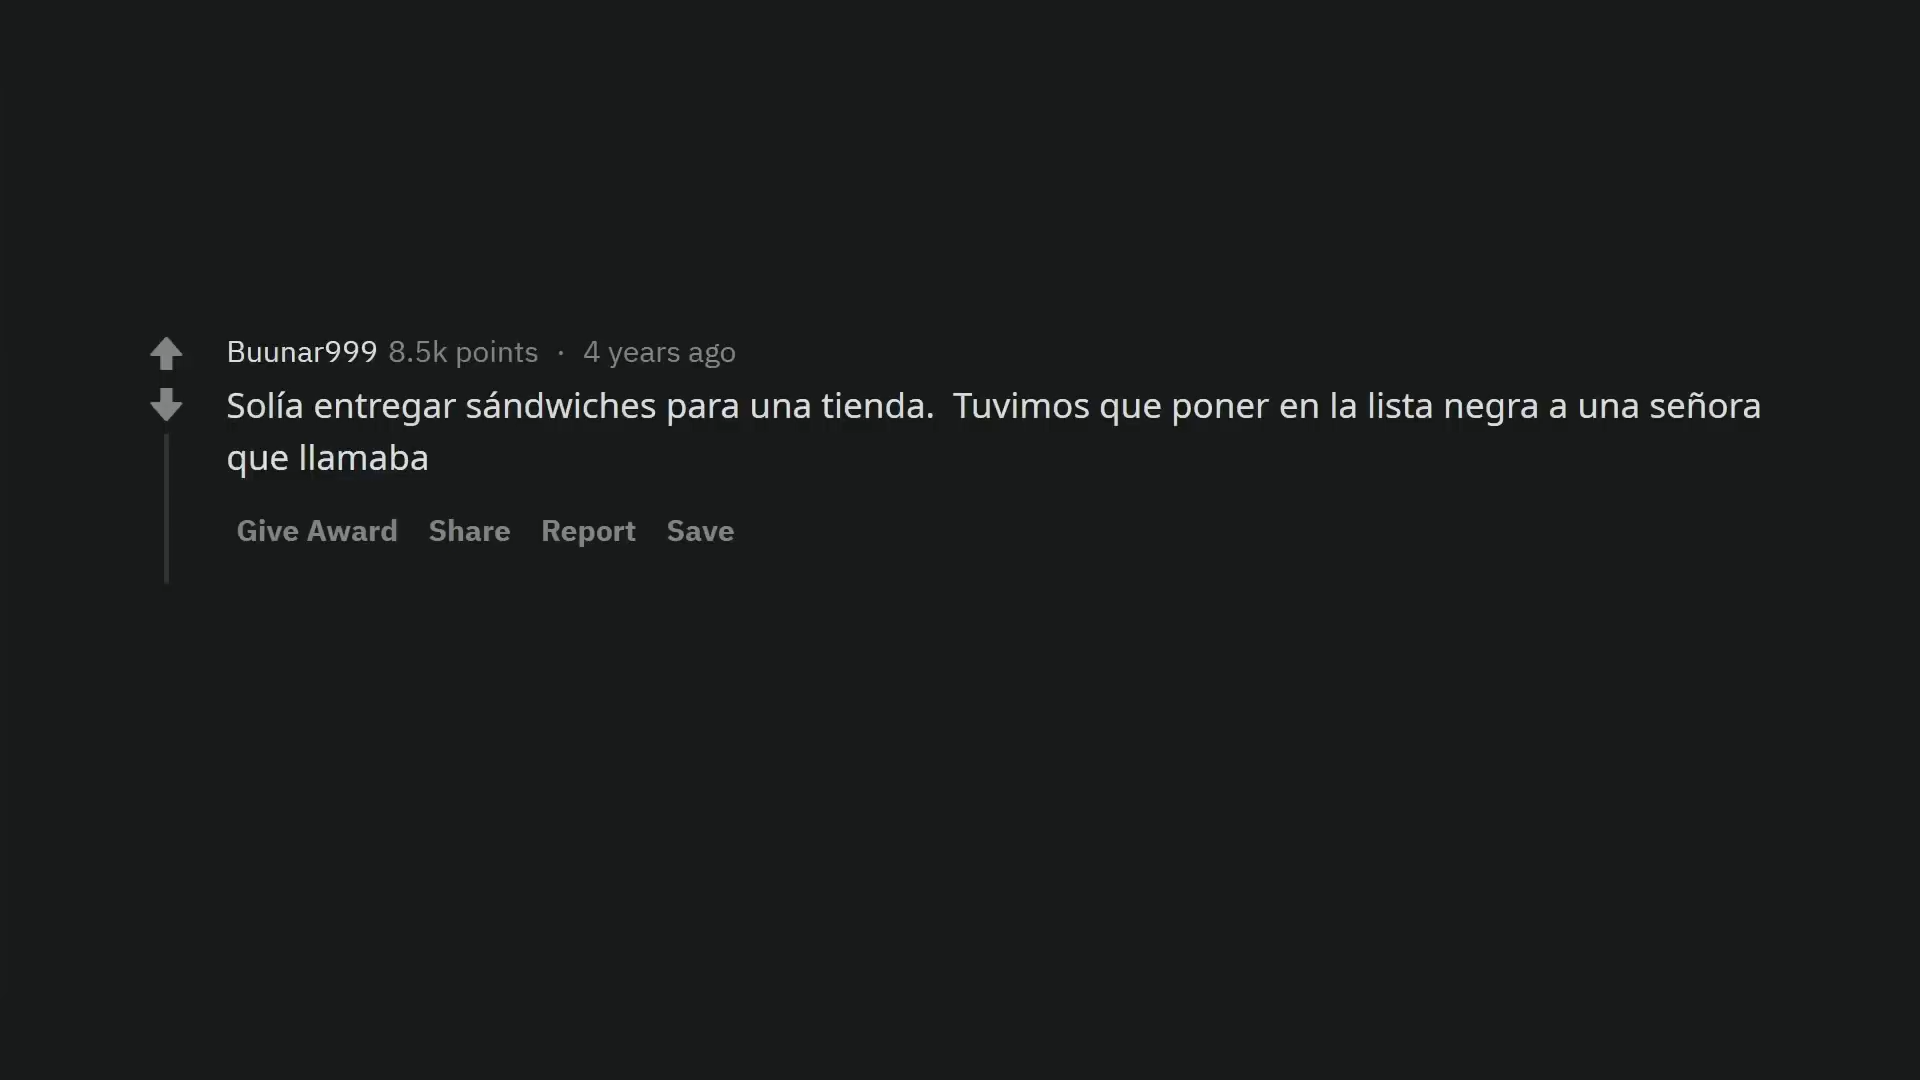 Buunar999 8.5k points · 4 years ago
Solía entregar sándwiches para una tienda.  Tuvimos que poner en la lista negra a una señora
que llamaba
Give Award Share Report Save